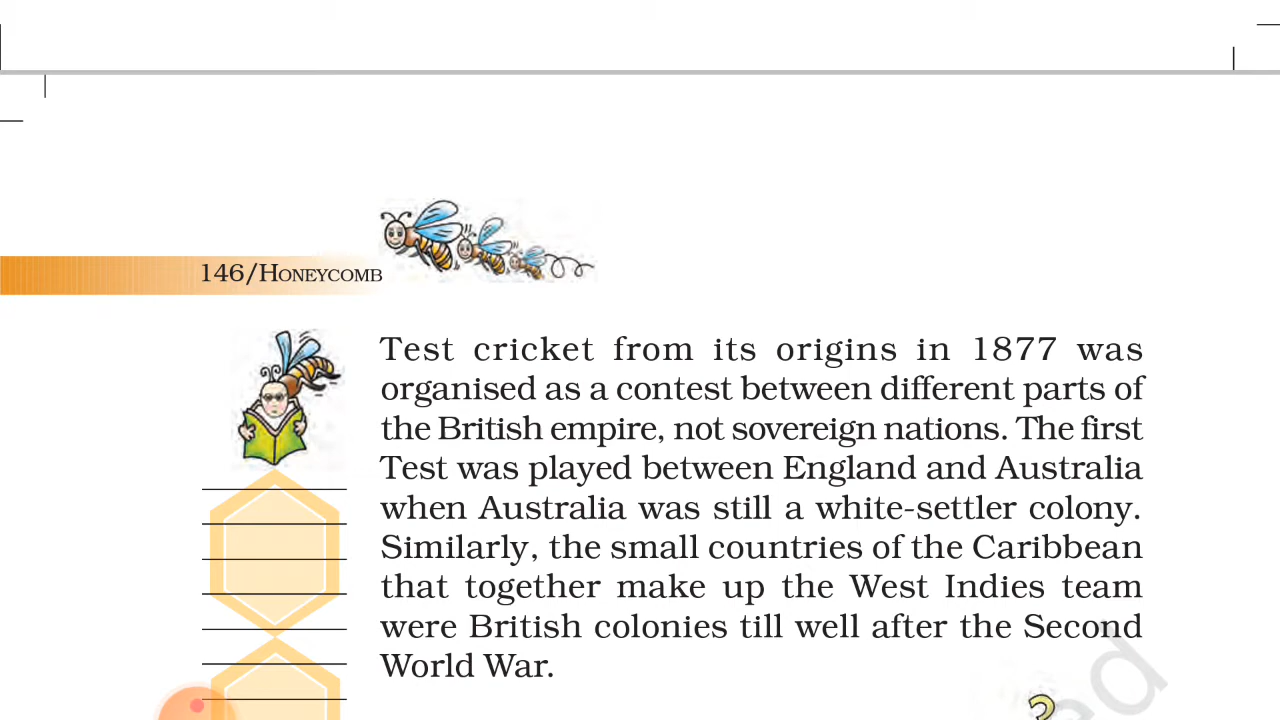 146/HONEYCOMB
Test cricket from its origins in 1877 was
organised as a contest between different parts of
the British empire, not sovereign nations. The first
Test was played between England and Australia
when Australia was still a white-settler colony.
Similarly, the small countries of the Caribbean
that together make up the West Indies team
were British colonies till well after the Second
World War.